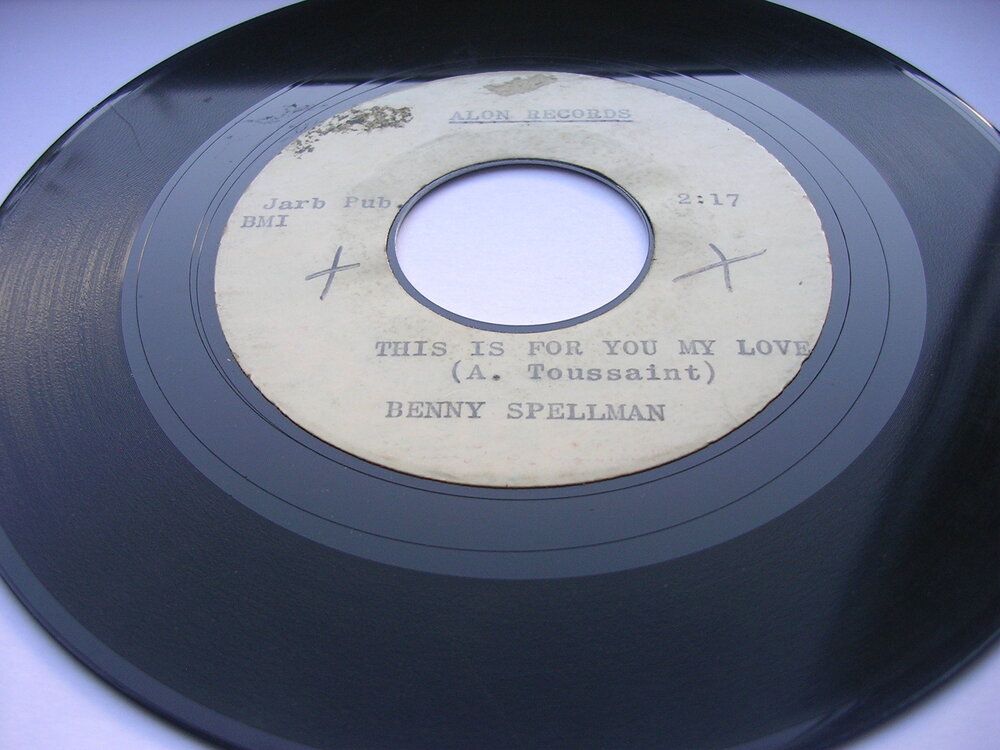 ALON RECORDS
Jarb Pub. 2:17
BMI
THIS IS FOR YOU MY LOVE
(A. Toussaint)
BENNY SPELLMAN